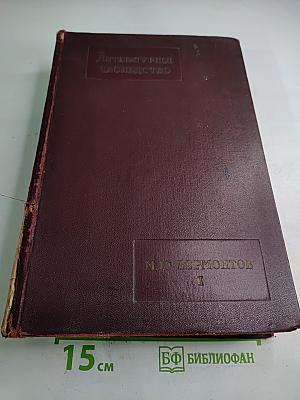 ЛИТЕРАТУРНОЕ
НАСЛЕДСТВО
М.Ю. ЛЕРМОНТОВ
I
15 см
БФ БИБЛИОФАН